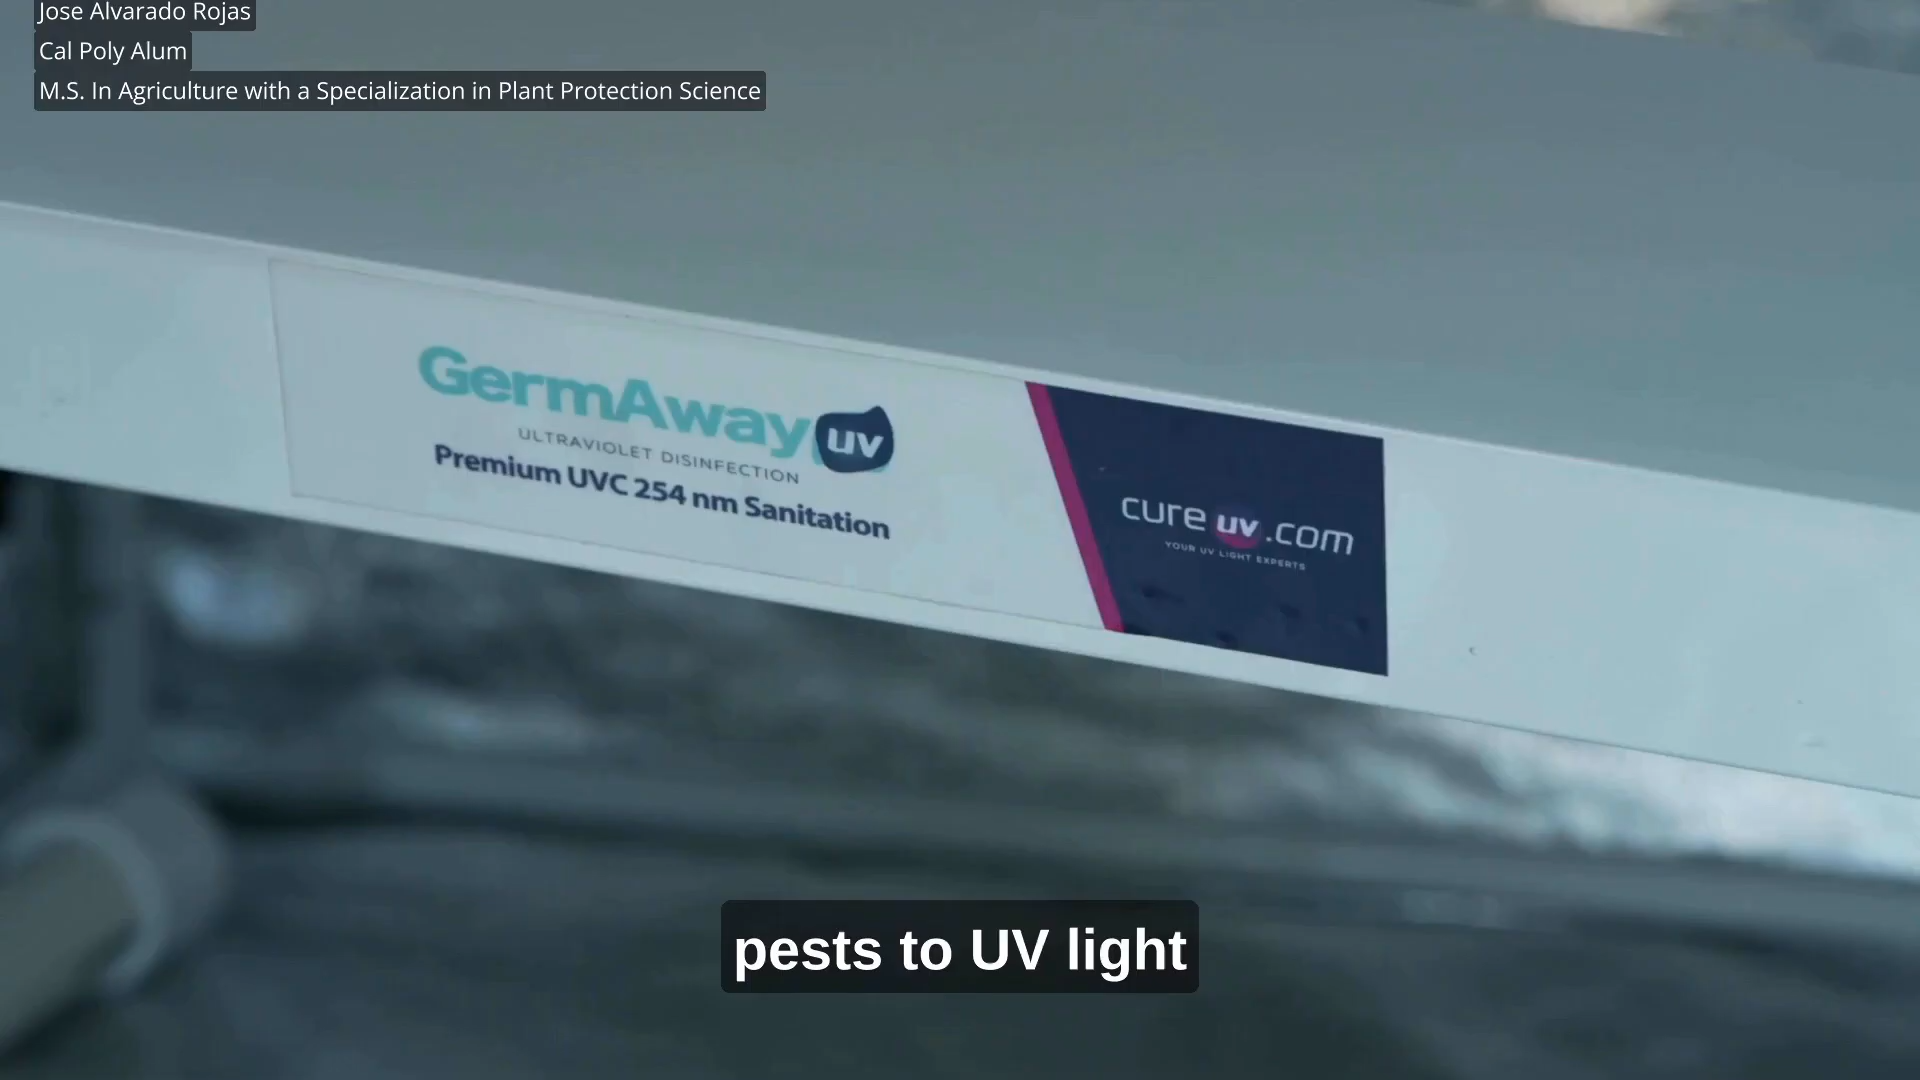 Jose Alvarado Rojas
Cal Poly Alum
M.S. In Agriculture with a Specialization in Plant Protection Science
GermAway uv
ULTRAVIOLET DISINFECTION
Premium UVC 254 nm Sanitation
cure uv.com
YOUR UV LIGHT EXPERTS
pests to UV light